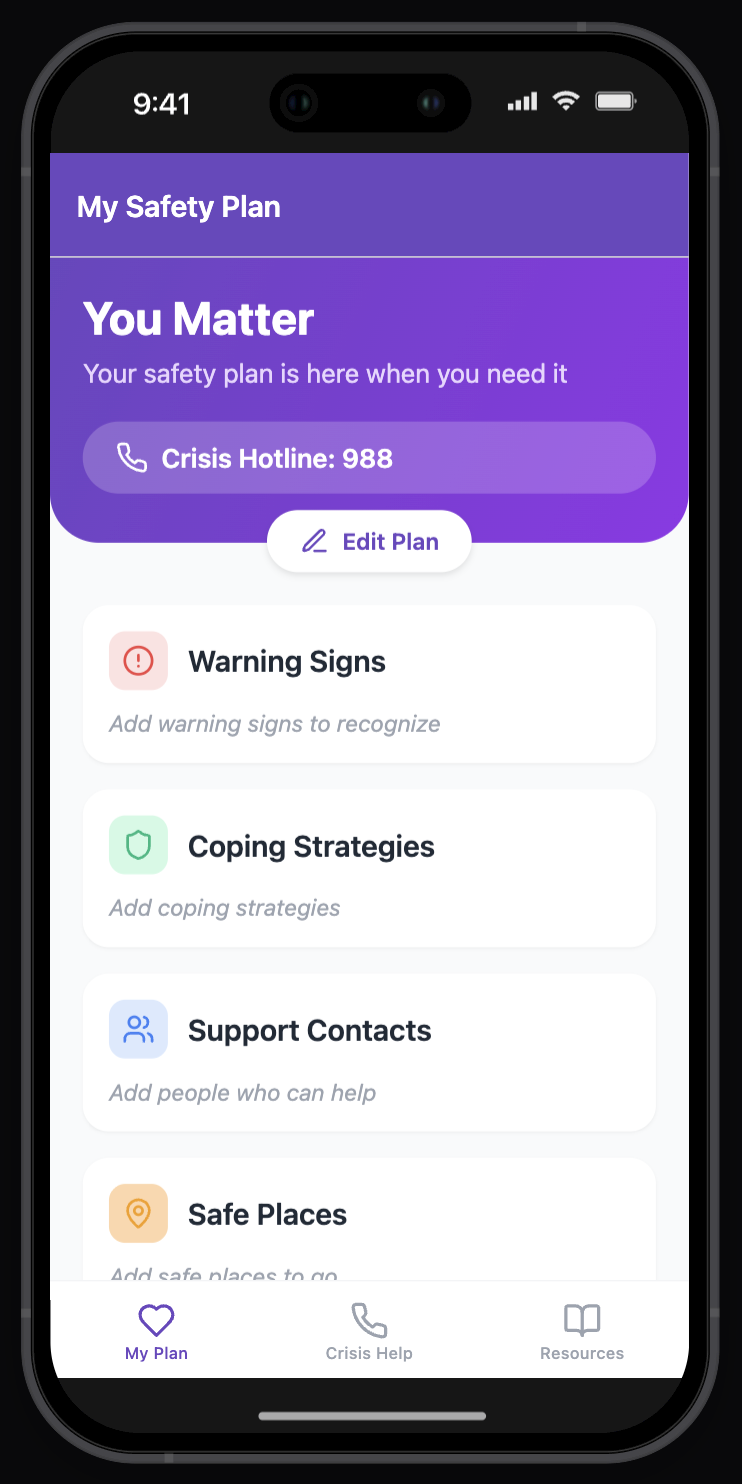 9:41
My Safety Plan
You Matter
Your safety plan is here when you need it
Crisis Hotline: 988
Edit Plan
Warning Signs
Add warning signs to recognize
Coping Strategies
Add coping strategies
Support Contacts
Add people who can help
Safe Places
Add safe places to go
My Plan
Crisis Help
Resources